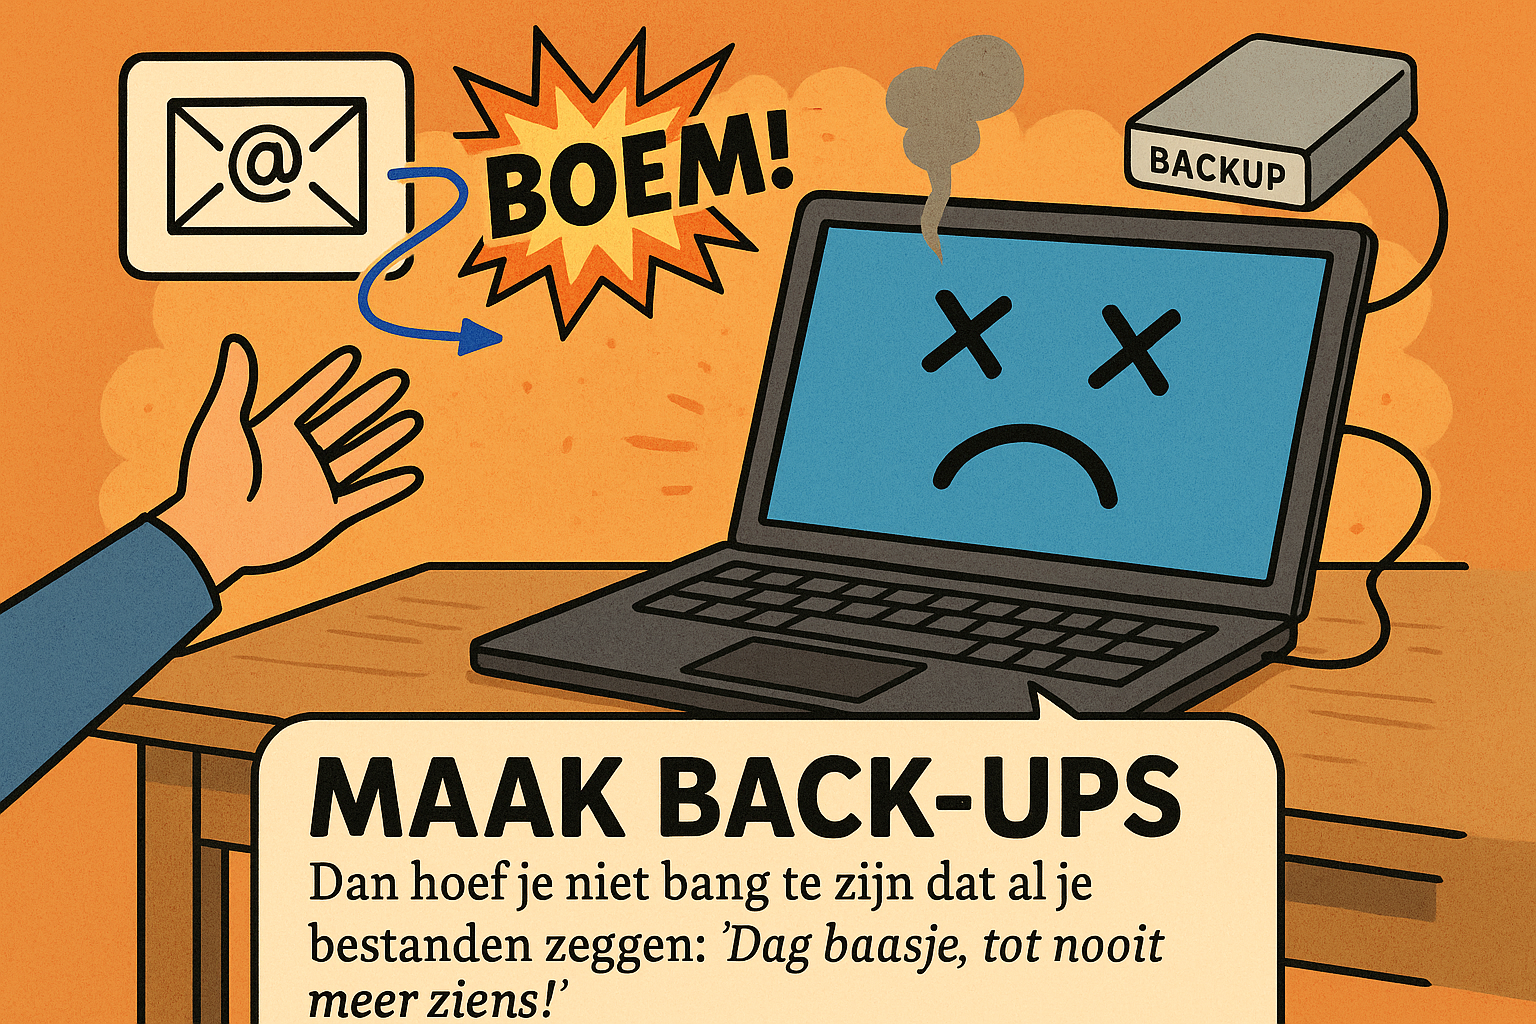 @
BOEM!
BACKUP
MAAK BACK-UPS
Dan hoef je niet bang te zijn dat al je
bestanden zeggen: ’Dag baasje, tot nooit
meer ziens!’